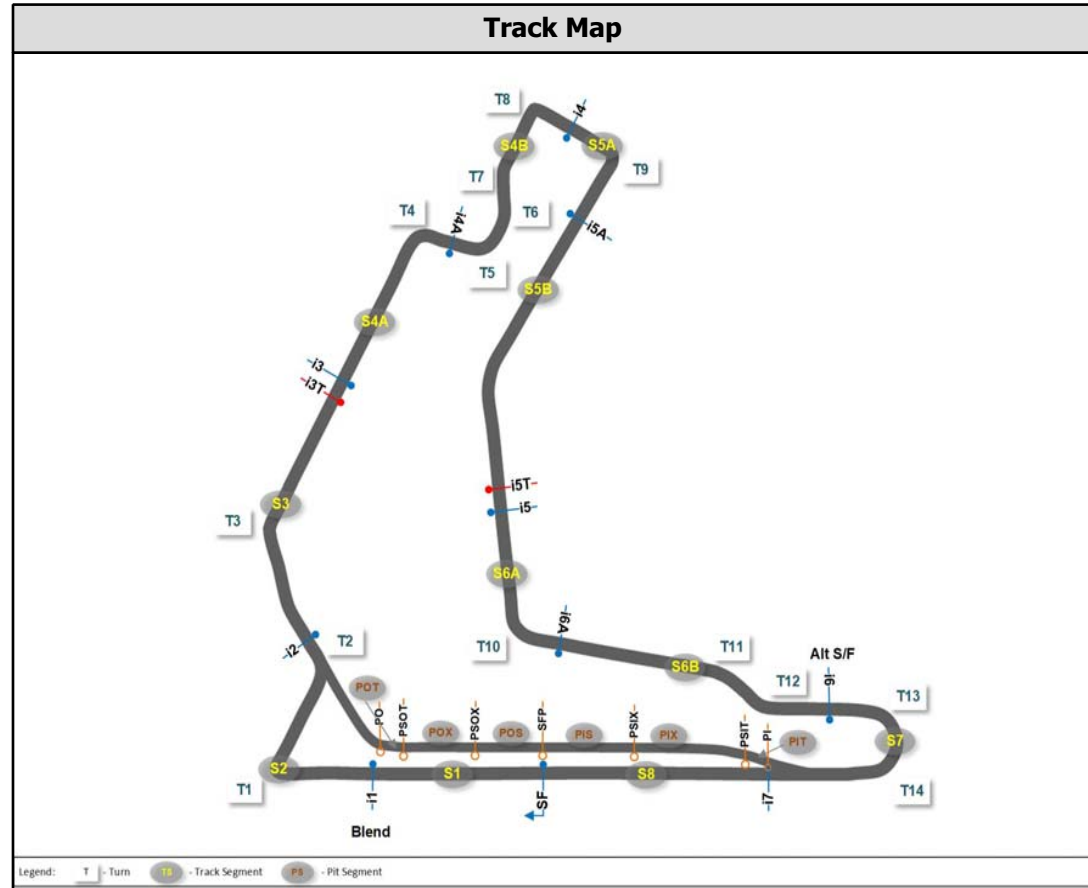 Track Map
T8
-i4-
S4B
S5A
T9
T7
T4
-i4A-
T6
-i5A-
T5
S5B
S4A
-i3
-i3T-
-i5T-
-i5-
S3
T3
S6A
-i6A-
T10
T11
S6B
Alt S/F
T2
-i2-
T12
-i6-
T13
POT
-PO-
-PSOT-
-PSOX-
-SFP-
-PSIX-
-PSIT-
-PI-
POX
POS
PIS
PIX
PIT
S7
S2
S1
S8
T1
-i1
-SF
-i7
T14
Blend
Legend: T - Turn TS - Track Segment PS - Pit Segment